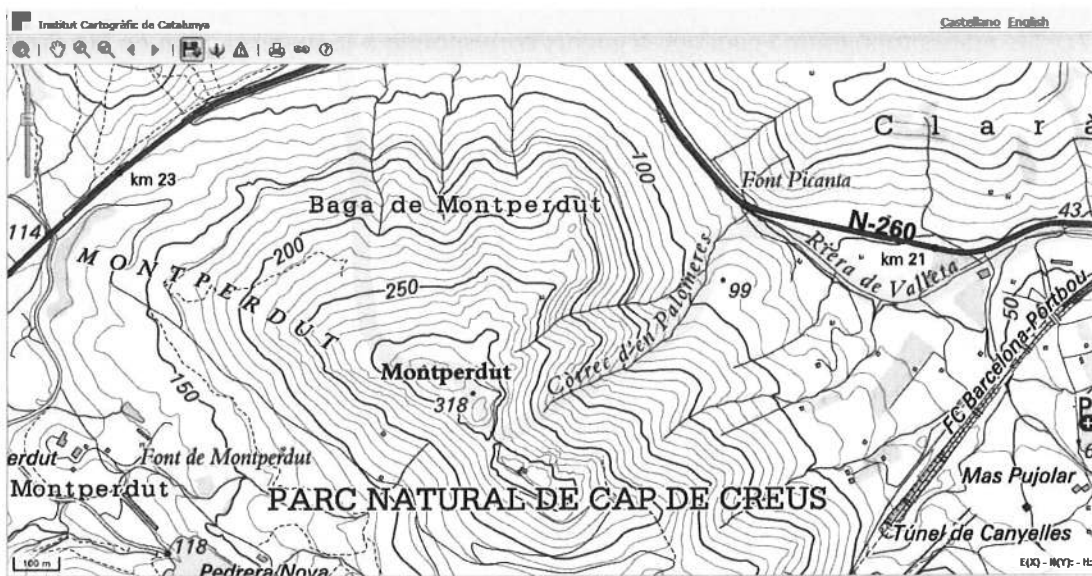 Institut Cartogràfic de Catalunya
Castellano English
C l a r à
km 23
100
Font Picanta
Baga de Montperdut
114
N-260
43
200
Riera de Valleta
km 21
MONTPERDUT
250
99
50
Còrrec d'en Palomeres
FC Barcelona-Portbou
Montperdut
318
150
P
erdut
Font de Montperdut
Mas Pujolar
Montperdut
PARC NATURAL DE CAP DE CREUS
Túnel de Canyelles
118
Pedrera Nova
100 m